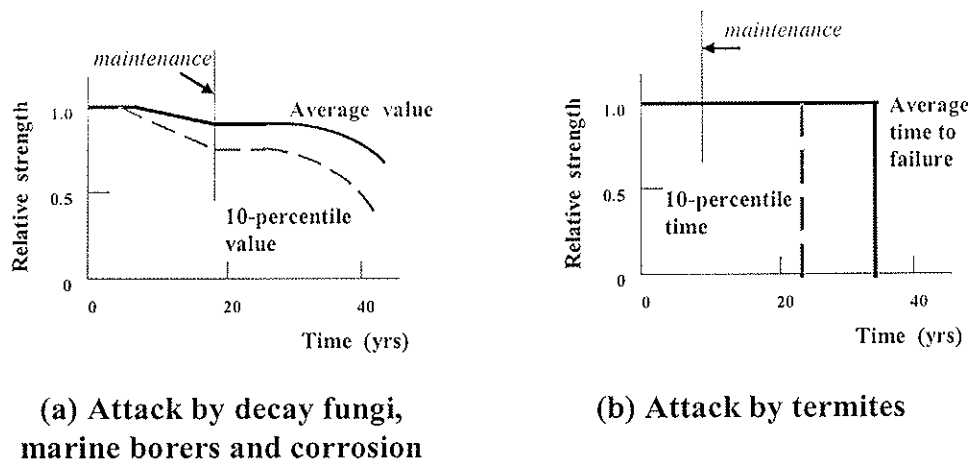 maintenance
Relative strength
1.0
0.5
0
Average value
10-percentile
value
0
20
40
Time (yrs)
(a) Attack by decay fungi,
marine borers and corrosion
maintenance
Relative strength
1.0
0.5
0
Average
time to
failure
10-percentile
time
0
20
40
Time (yrs)
(b) Attack by termites